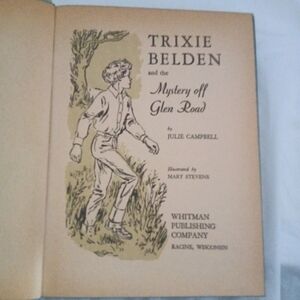 TRIXIE
BELDEN
and the
Mystery off
Glen Road
by
JULIE CAMPBELL
Illustrated by
MARY STEVENS
WHITMAN
PUBLISHING
COMPANY
RACINE, WISCONSIN